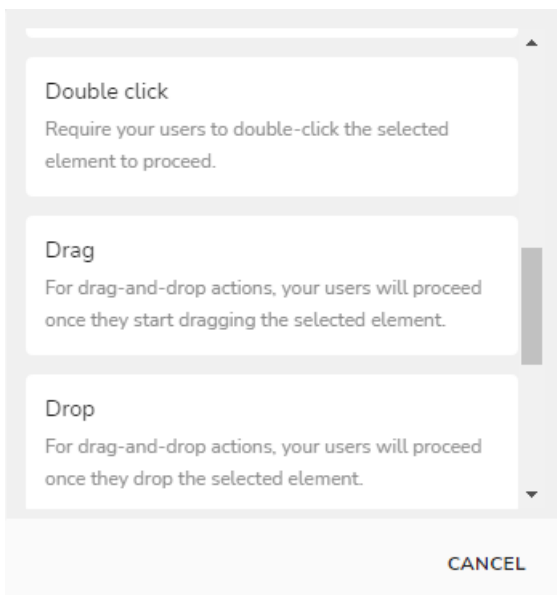 Double click
Require your users to double-click the selected
element to proceed.
Drag
For drag-and-drop actions, your users will proceed
once they start dragging the selected element.
Drop
For drag-and-drop actions, your users will proceed
once they drop the selected element.
CANCEL